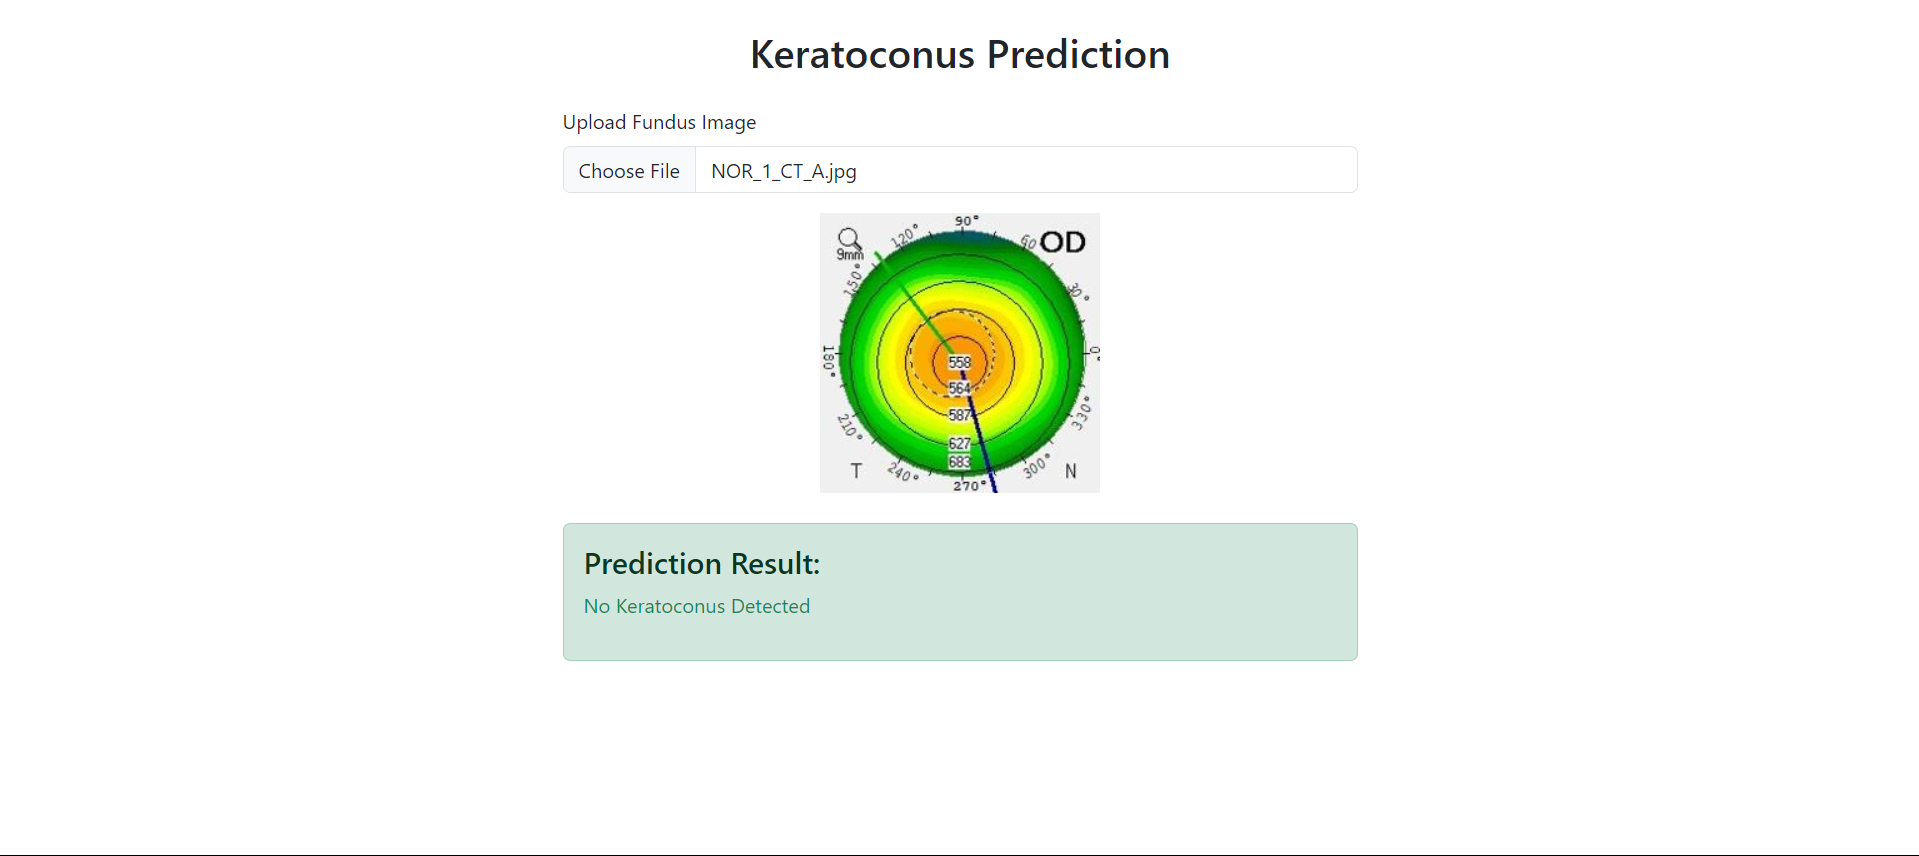 Keratoconus Prediction
Upload Fundus Image
Choose File NOR_1_CT_A.jpg
90°
120° 60 OD
9mm
150° 30°
180° 0°
558
564
587
627
683
210° 330°
T 240° 300° N
270°
Prediction Result:
No Keratoconus Detected